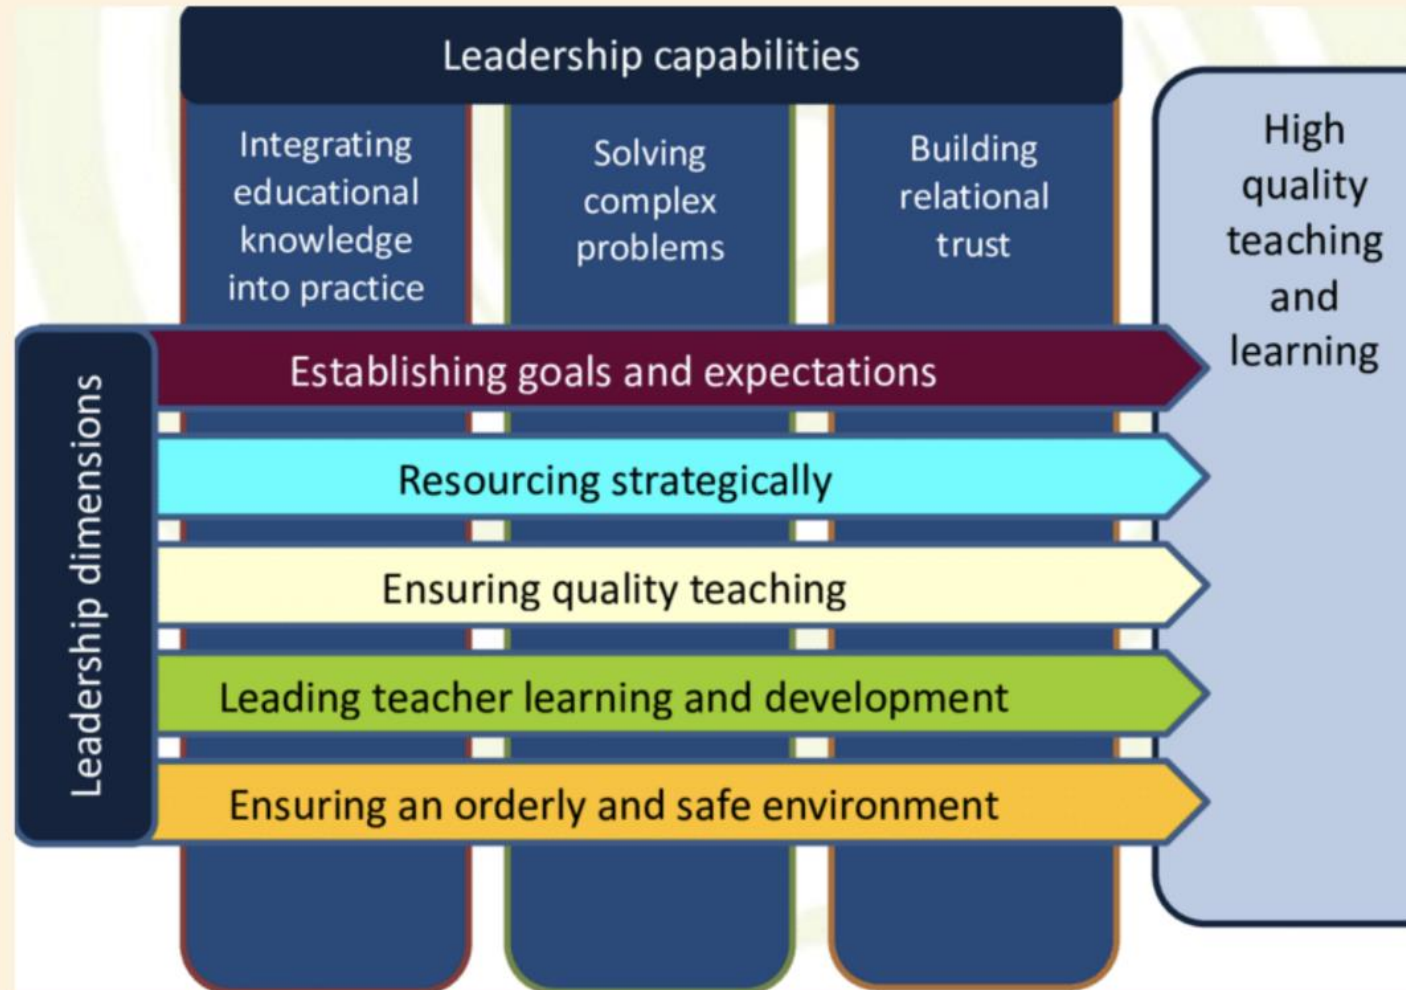 Leadership capabilities
Integrating
educational
knowledge
into practice
Solving
complex
problems
Building
relational
trust
High
quality
teaching
and
learning
Leadership dimensions
Establishing goals and expectations
Resourcing strategically
Ensuring quality teaching
Leading teacher learning and development
Ensuring an orderly and safe environment